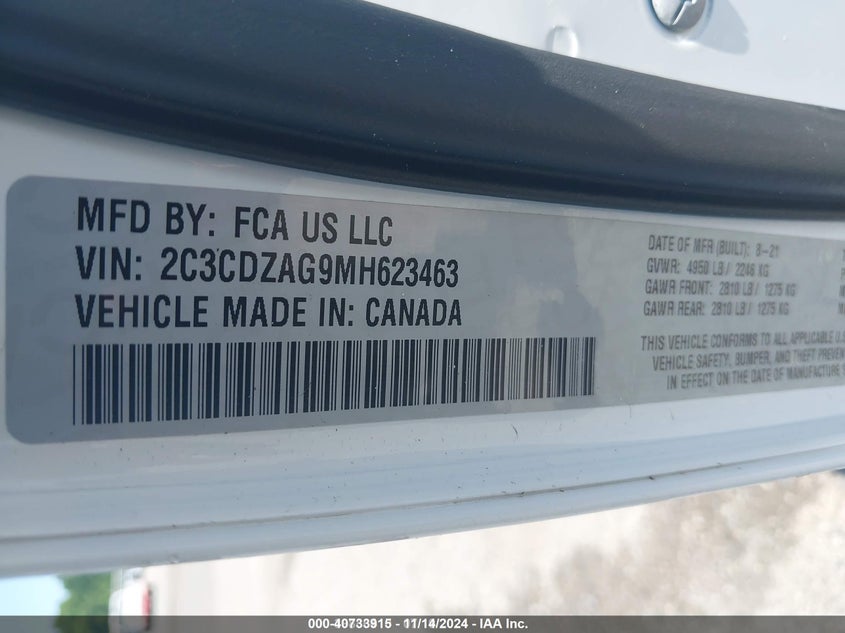 MFD BY: FCA US LLC
VIN: 2C3CDZAG9MH623463
VEHICLE MADE IN: CANADA
DATE OF MFR (BUILT): 8-21
GVWR: 4950 LB / 2246 KG
GAWR FRONT: 2810 LB / 1275 KG
GAWR REAR: 2810 LB / 1275 KG
THIS VEHICLE CONFORMS TO ALL APPLICABLE U.S
VEHICLE SAFETY, BUMPER, AND THEFT PREVEN
IN EFFECT ON THE DATE OF MANUFACTURE
000-40733915 - 11/14/2024 - IAA Inc.